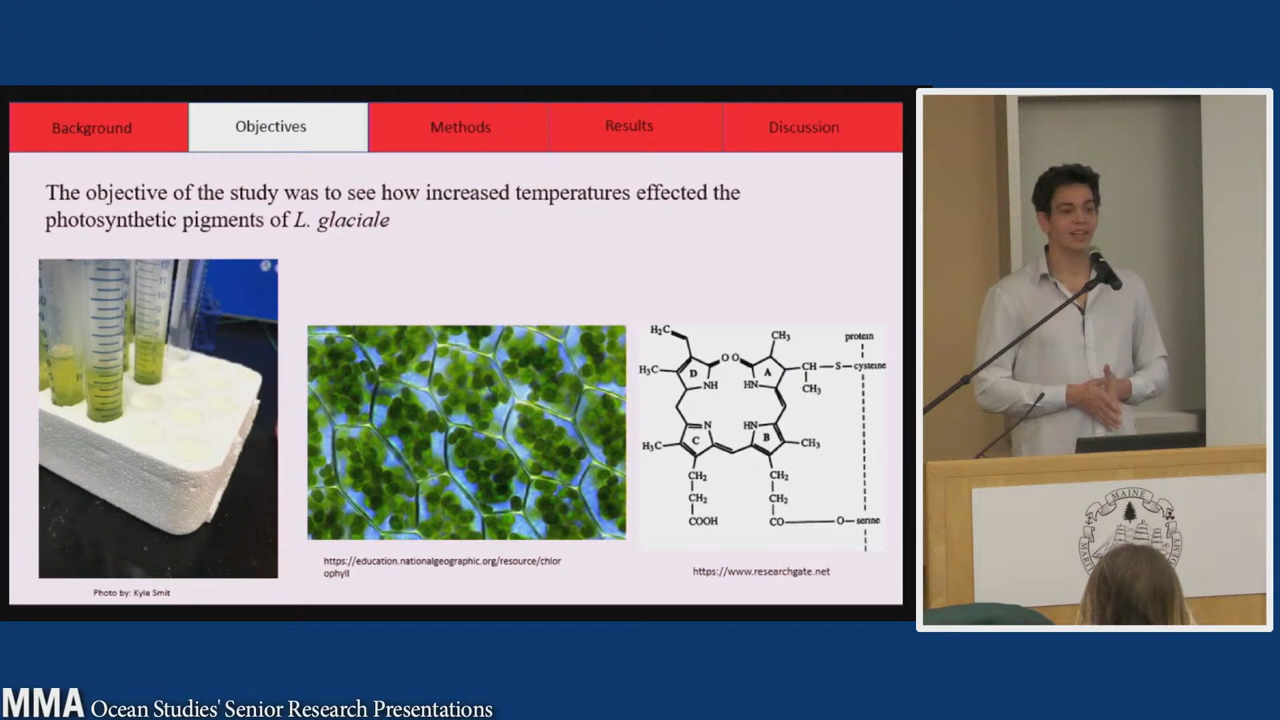 Background Objectives Methods Results Discussion
The objective of the study was to see how increased temperatures effected the
photosynthetic pigments of L. glaciale
H₂C
CH₃
protein
D
O O
A
H₃C
NH
HN
CH—S—cysteine
CH₃
N
HN
H₃C
C
B
CH₃
CH₂
CH₂
CH₂
CH₂
COOH
CO
O
https://education.nationalgeographic.org/resource/chlor
ophyll
https://www.researchgate.net
Photo by: Kyle Smit
MAINE
MMA Ocean Studies' Senior Research Presentations